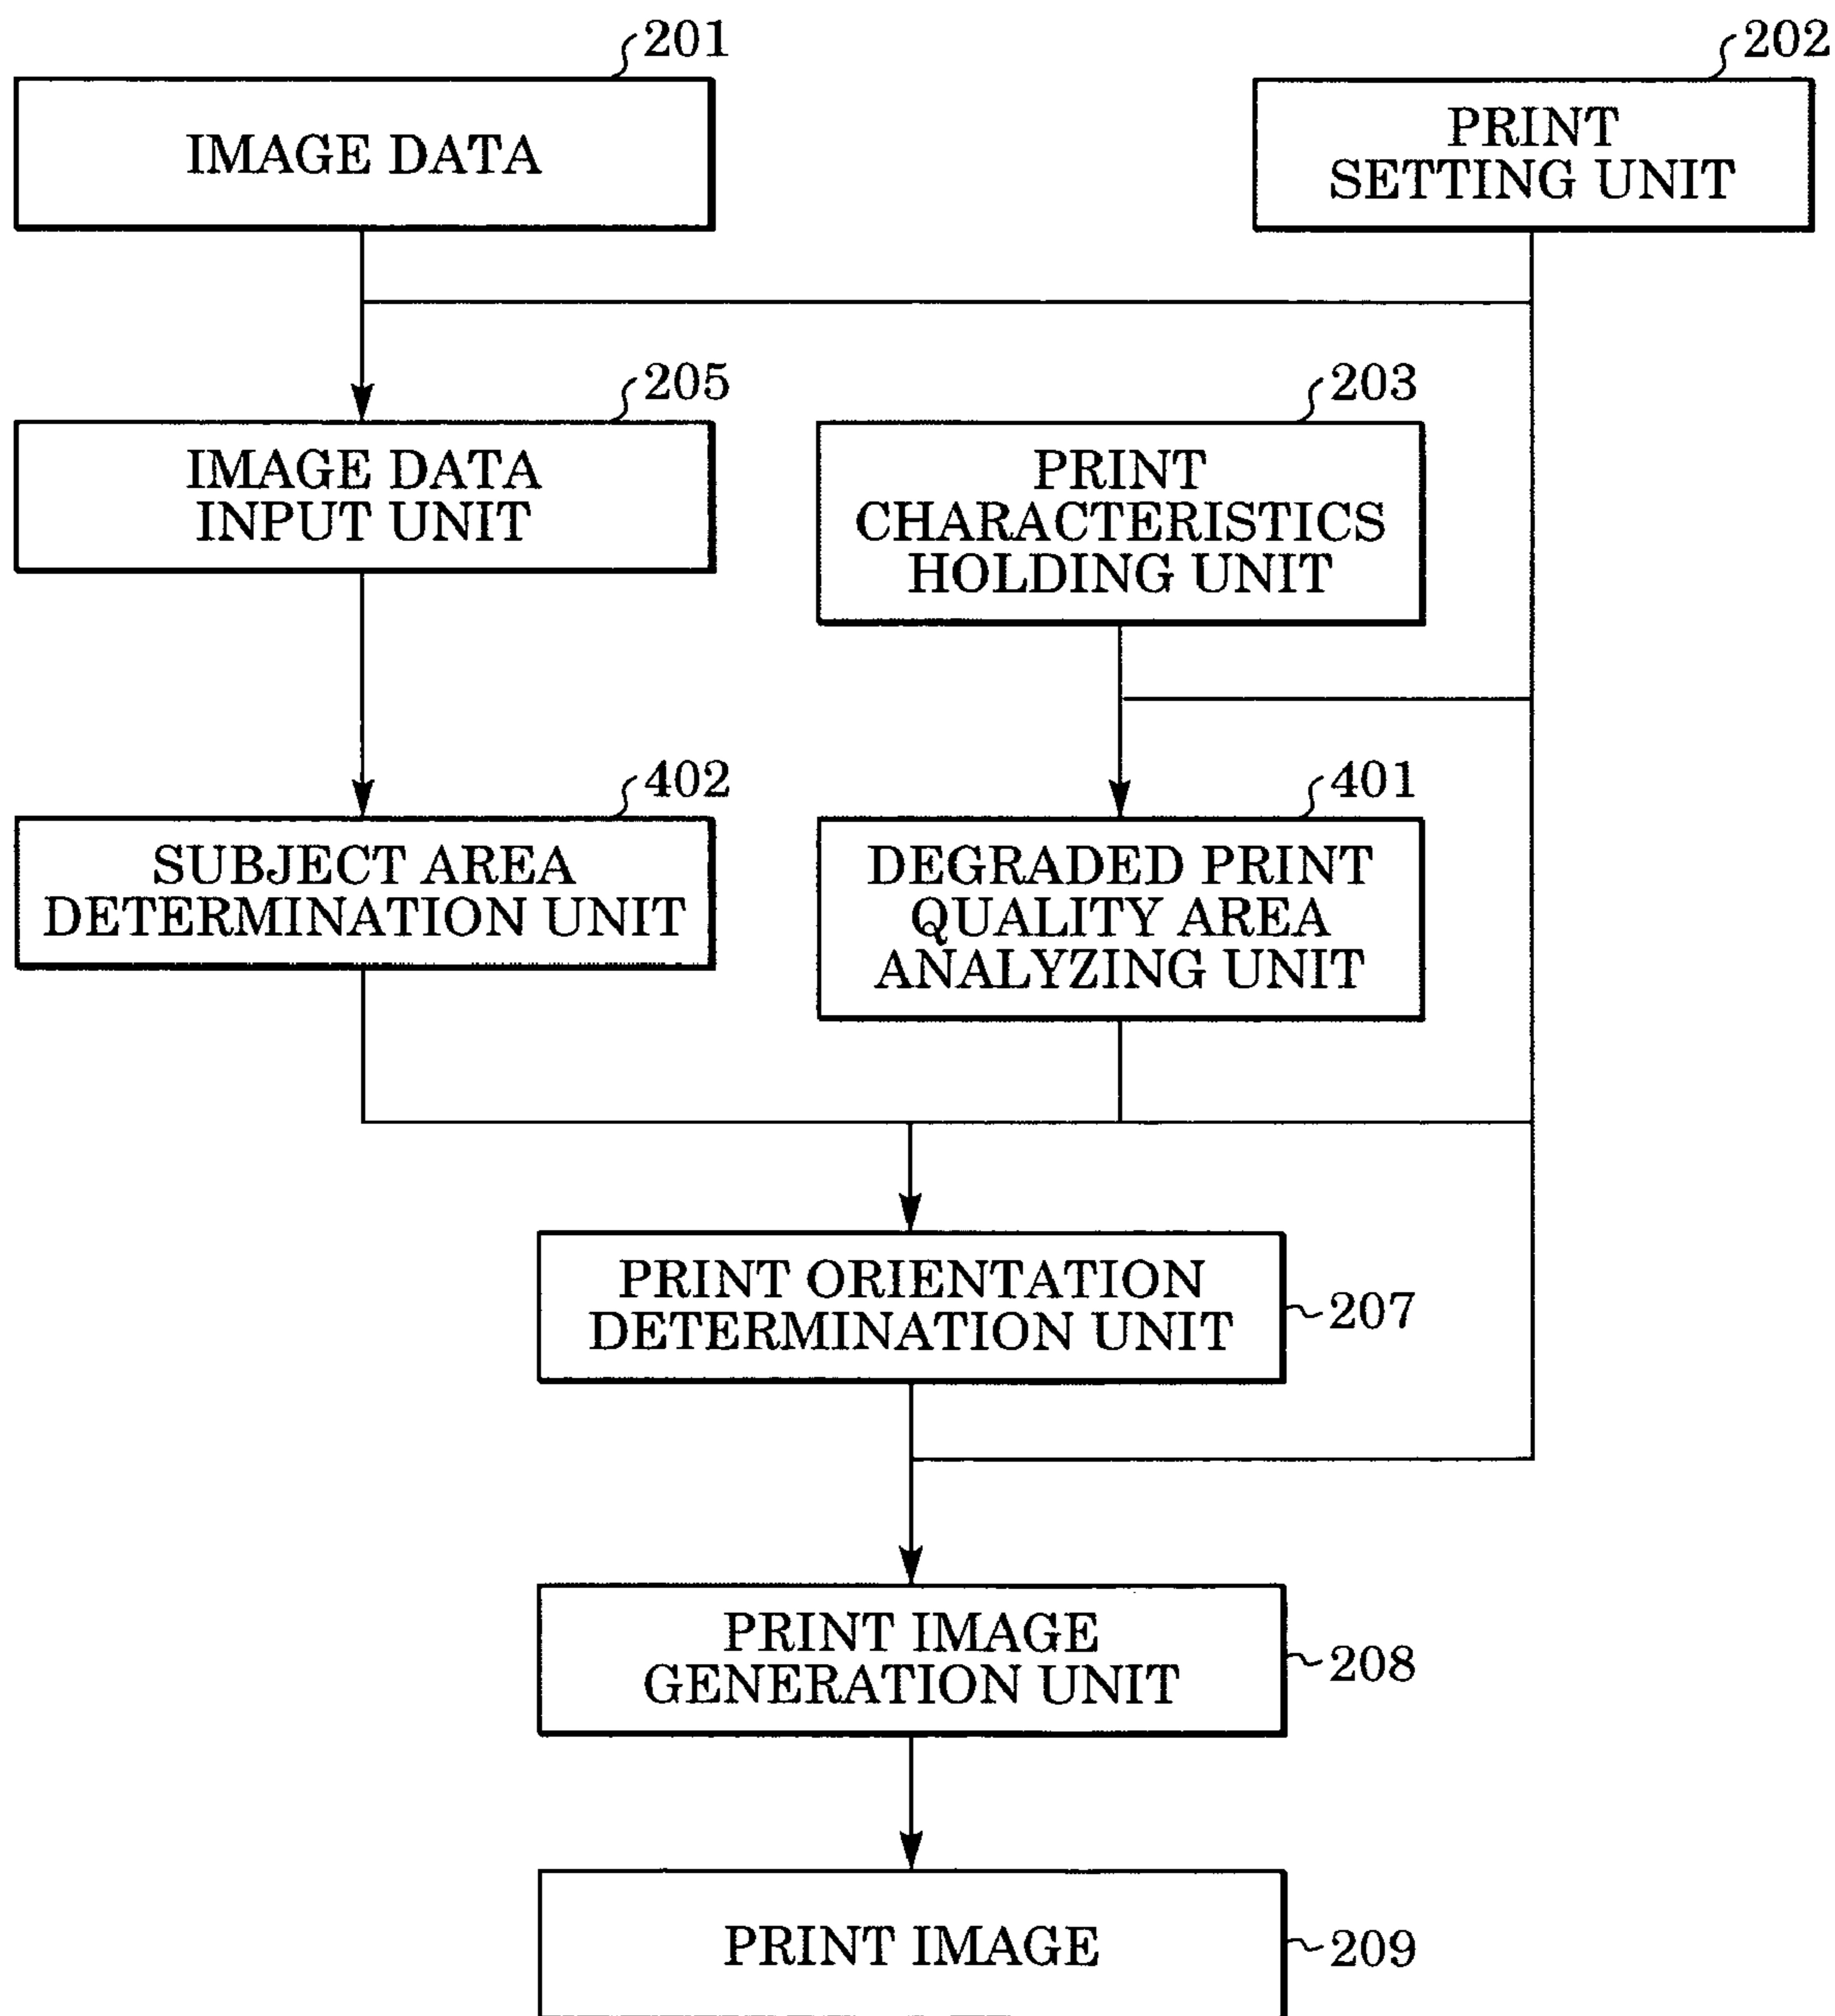 201
IMAGE DATA
202
PRINT
SETTING UNIT
205
IMAGE DATA
INPUT UNIT
203
PRINT
CHARACTERISTICS
HOLDING UNIT
402
SUBJECT AREA
DETERMINATION UNIT
401
DEGRADED PRINT
QUALITY AREA
ANALYZING UNIT
PRINT ORIENTATION
DETERMINATION UNIT
207
PRINT IMAGE
GENERATION UNIT
208
PRINT IMAGE
209